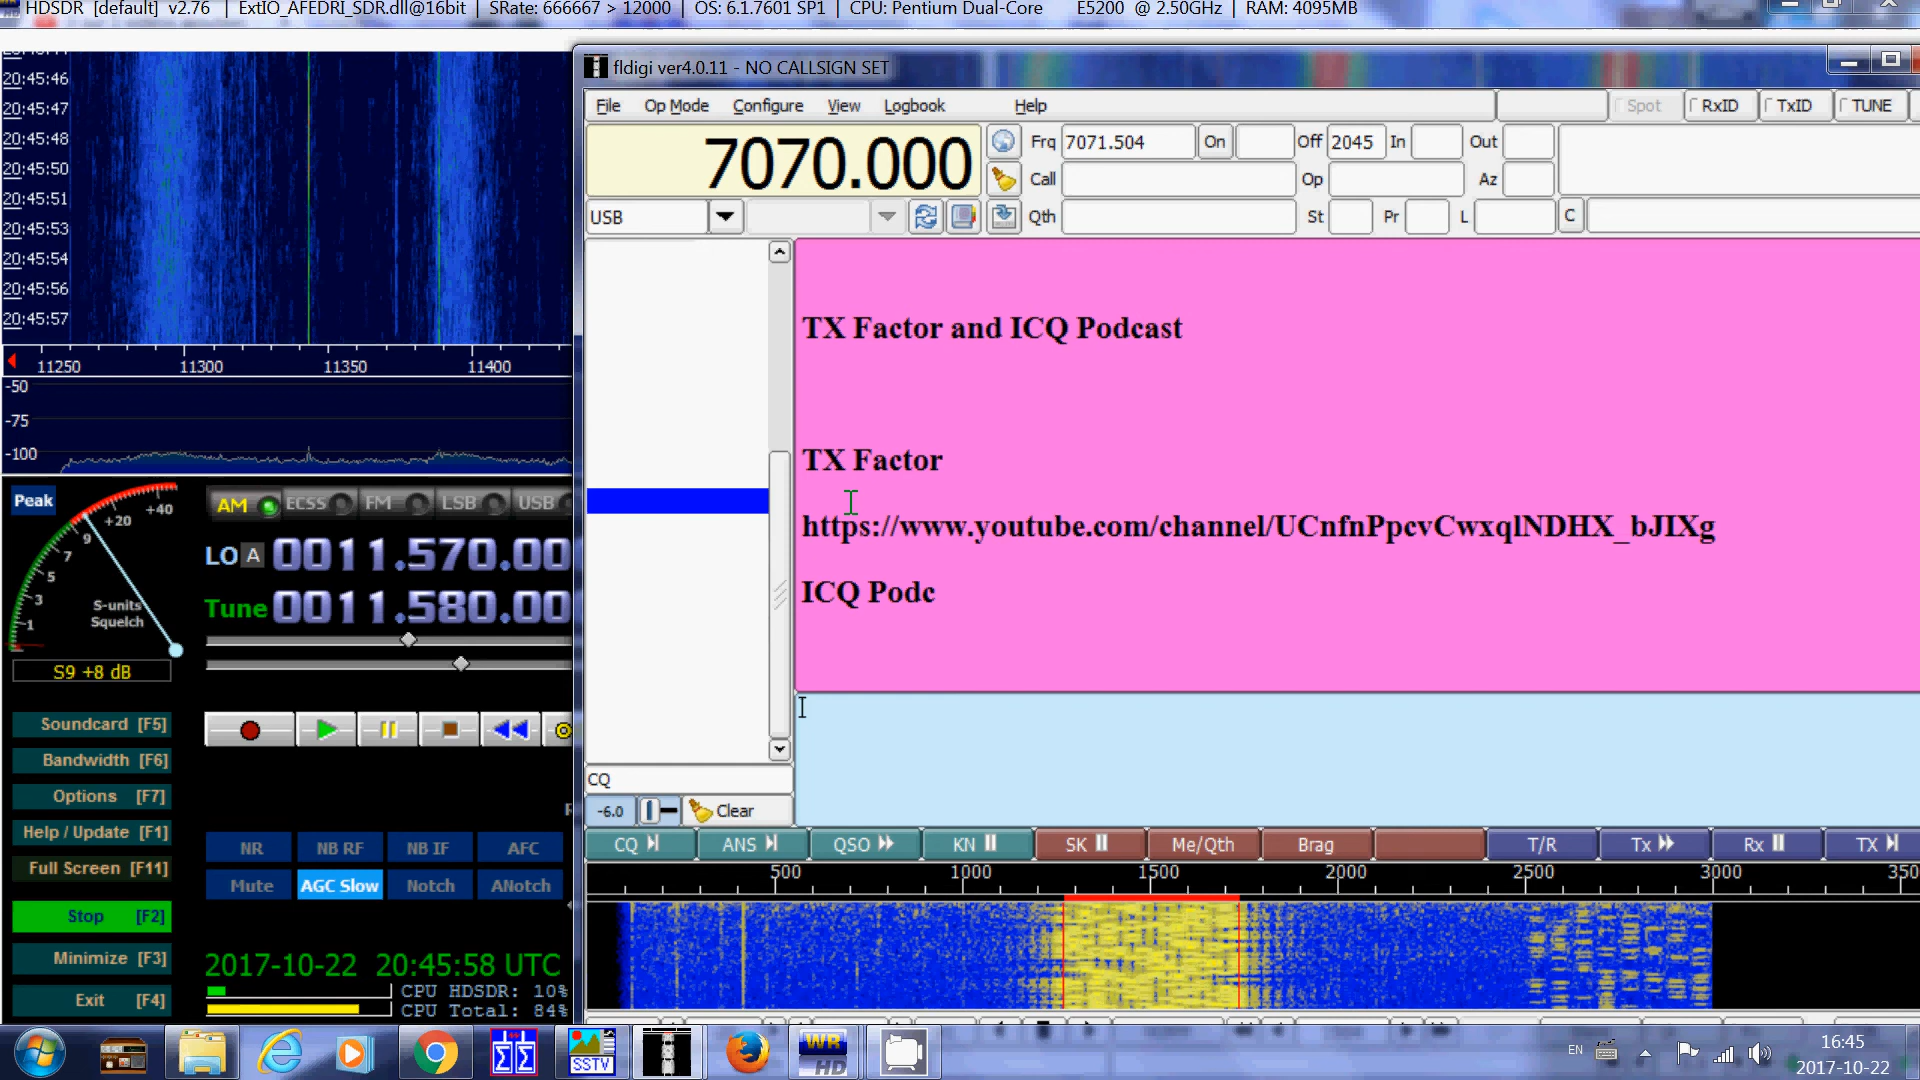 HDSDR [default] v2.76 | ExtIO_AFEDRI_SDR.dll@16bit | SRate: 666667 > 12000 | OS: 6.1.7601 SP1 | CPU: Pentium Dual-Core E5200 @ 2.50GHz | RAM: 4095MB
20:45:46
20:45:47
20:45:48
20:45:50
20:45:51
20:45:53
20:45:54
20:45:56
20:45:57
11250 11300 11350 11400
-50
-75
-100
Peak
1 3 5 7 9 +20 +40
S-units
Squelch
S9 +8 dB
AM ECSS FM LSB USB
LO A 0011.570.00
Tune 0011.580.00
Soundcard [F5]
Bandwidth [F6]
Options [F7]
Help / Update [F1]
Full Screen [F11]
Stop [F2]
Minimize [F3]
Exit [F4]
NR NB RF NB IF AFC
Mute AGC Slow Notch ANotch
2017-10-22 20:45:58 UTC
CPU HDSDR: 10%
CPU Total: 84%
fldigi ver4.0.11 - NO CALLSIGN SET
File Op Mode Configure View Logbook Help
Spot RxID TxID TUNE
7070.000
Frq 7071.504 On Off 2045 In Out
Call Op Az
USB
Qth St Pr L C
TX Factor and ICQ Podcast
TX Factor
https://www.youtube.com/channel/UCnfnPpcvCwxqlNDHX_bJIXg
ICQ Podc
CQ
-6.0 Clear
CQ ANS QSO KN SK Me/Qth Brag T/R Tx Rx TX
500 1000 1500 2000 2500 3000 3500
SSTV
WR
HD
EN
16:45
2017-10-22